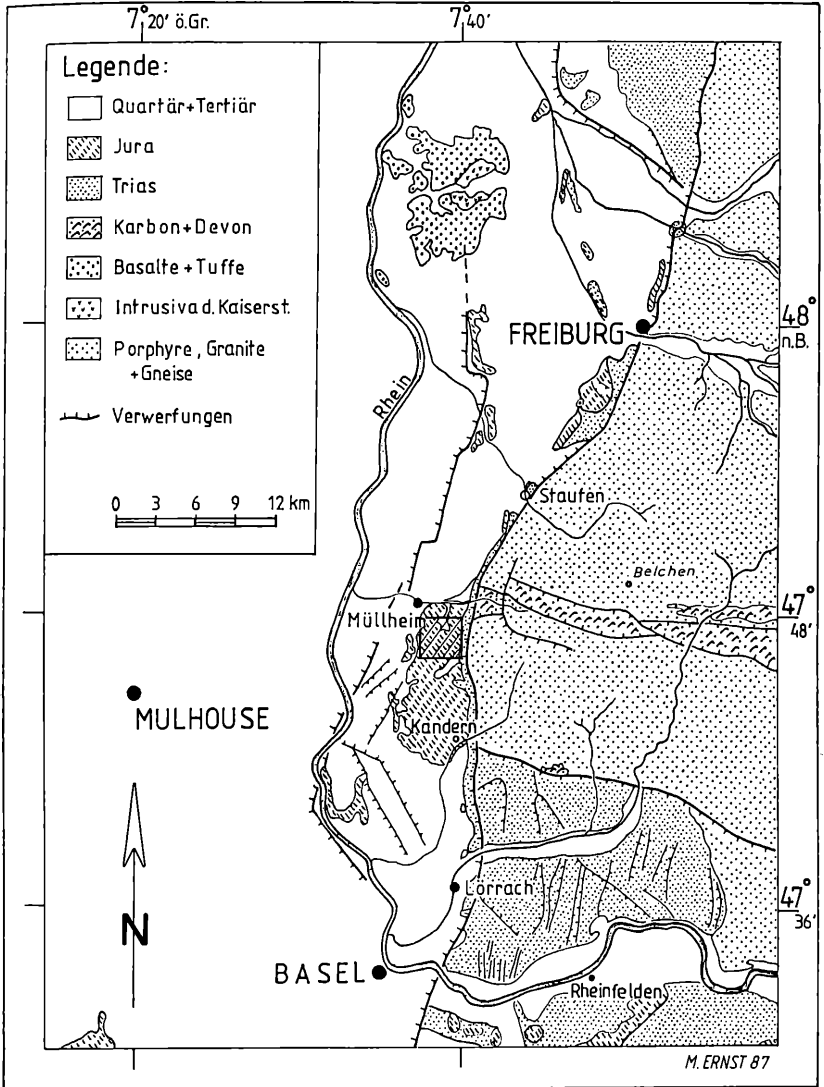 7° 20' ö.Gr.
7° 40'
Legende:
Quartär+Tertiär
Jura
Trias
Karbon+Devon
Basalte+Tuffe
Intrusiva d. Kaiserst.
Porphyre, Granite
+Gneise
Verwerfungen
0 3 6 9 12 km
Rhein
FREIBURG
48°
n.B.
Staufen
Belchen
Müllheim
47°
48'
MULHOUSE
Kandern
Lörrach
47°
36'
N
BASEL
Rheinfelden
M. ERNST 87